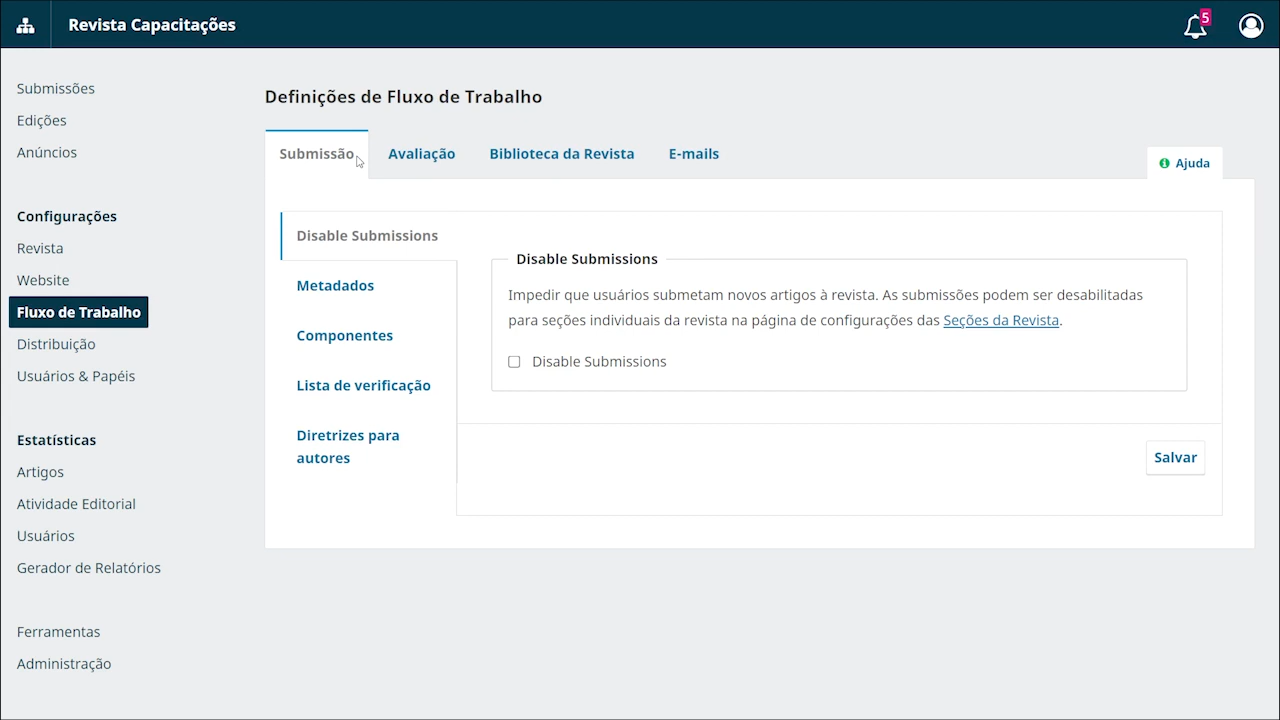 Revista Capacitações
5
Submissões
Edições
Anúncios
Configurações
Revista
Website
Fluxo de Trabalho
Distribuição
Usuários & Papéis
Estatísticas
Artigos
Atividade Editorial
Usuários
Gerador de Relatórios
Ferramentas
Administração
Definições de Fluxo de Trabalho
Submissão
Avaliação
Biblioteca da Revista
E-mails
Ajuda
Disable Submissions
Metadados
Componentes
Lista de verificação
Diretrizes para
autores
Disable Submissions
Impedir que usuários submetam novos artigos à revista. As submissões podem ser desabilitadas
para seções individuais da revista na página de configurações das Seções da Revista.
Disable Submissions
Salvar